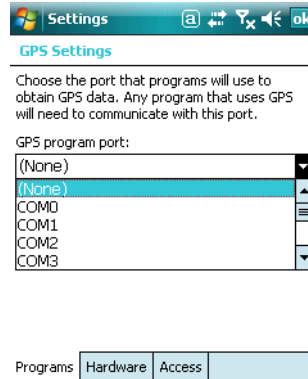 Settings a ok
GPS Settings
Choose the port that programs will use to
obtain GPS data. Any program that uses GPS
will need to communicate with this port.
GPS program port:
(None)
(None)
COM0
COM1
COM2
COM3
Programs Hardware Access